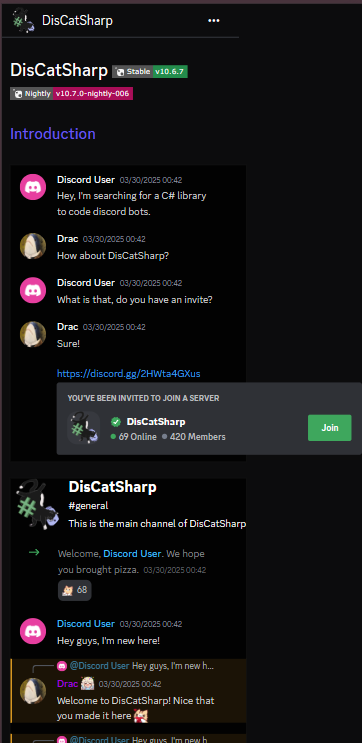 DisCatSharp
DisCatSharp Stable v10.6.7
Nightly v10.7.0-nightly-006
Introduction
Discord User 03/30/2025 00:42
Hey, I'm searching for a C# library
to code discord bots.
Drac 03/30/2025 00:42
How about DisCatSharp?
Discord User 03/30/2025 00:42
What is that, do you have an invite?
Drac 03/30/2025 00:42
Sure!
https://discord.gg/2HWta4GXus
YOU'VE BEEN INVITED TO JOIN A SERVER
DisCatSharp
69 Online 420 Members
Join
DisCatSharp
#general
This is the main channel of DisCatSharp
Welcome, Discord User. We hope
you brought pizza. 03/30/2025 00:42
68
Discord User 03/30/2025 00:42
Hey guys, I'm new here!
@Discord User Hey guys, I'm new h...
Drac 03/30/2025 00:42
Welcome to DisCatSharp! Nice that
you made it here
@Discord User Hey guys, I'm new h...